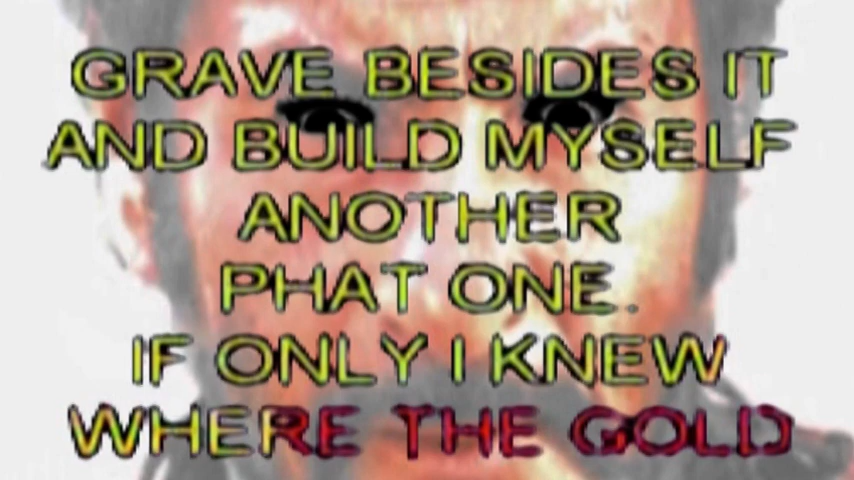 GRAVE BESIDES IT
AND BUILD MYSELF
ANOTHER
PHAT ONE.
IF ONLY I KNEW
WHERE THE GOLD